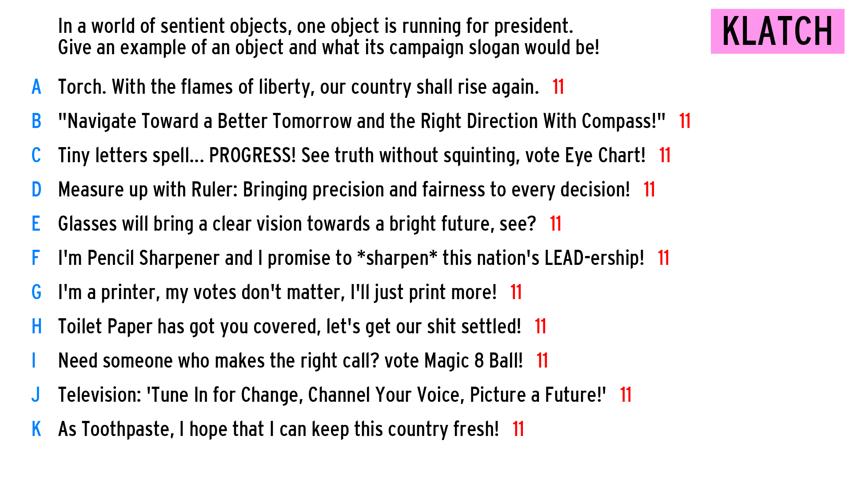 In a world of sentient objects, one object is running for president.
Give an example of an object and what its campaign slogan would be!
KLATCH
A Torch. With the flames of liberty, our country shall rise again. 11
B "Navigate Toward a Better Tomorrow and the Right Direction With Compass!" 11
C Tiny letters spell... PROGRESS! See truth without squinting, vote Eye Chart! 11
D Measure up with Ruler: Bringing precision and fairness to every decision! 11
E Glasses will bring a clear vision towards a bright future, see? 11
F I'm Pencil Sharpener and I promise to *sharpen* this nation's LEAD-ership! 11
G I'm a printer, my votes don't matter, I'll just print more! 11
H Toilet Paper has got you covered, let's get our shit settled! 11
I Need someone who makes the right call? vote Magic 8 Ball! 11
J Television: 'Tune In for Change, Channel Your Voice, Picture a Future!' 11
K As Toothpaste, I hope that I can keep this country fresh! 11